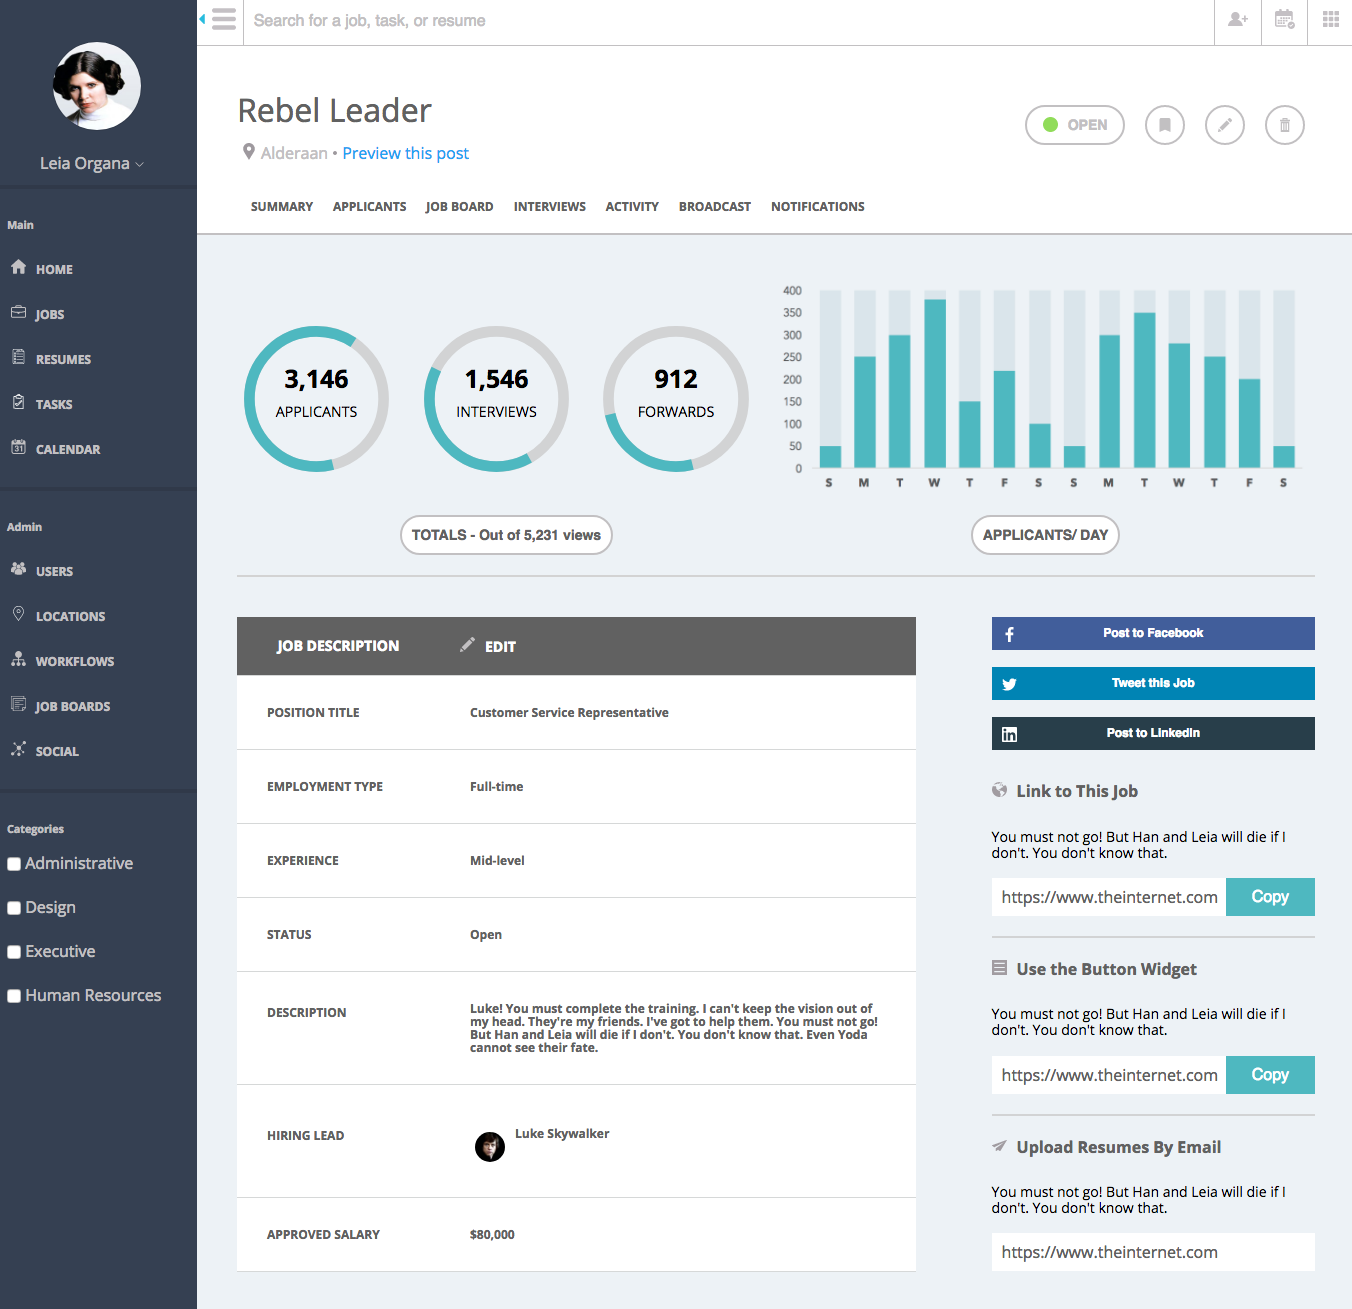 Search for a job, task, or resume
Leia Organa
Main
HOME
JOBS
RESUMES
TASKS
31 CALENDAR
Admin
USERS
LOCATIONS
WORKFLOWS
JOB BOARDS
SOCIAL
Categories
Administrative
Design
Executive
Human Resources
Rebel Leader
Alderaan • Preview this post
OPEN
SUMMARY APPLICANTS JOB BOARD INTERVIEWS ACTIVITY BROADCAST NOTIFICATIONS
3,146
APPLICANTS
1,546
INTERVIEWS
912
FORWARDS
TOTALS - Out of 5,231 views
400
350
300
250
200
150
100
50
0
S M T W T F S S M T W T F S
APPLICANTS/ DAY
JOB DESCRIPTION EDIT
POSITION TITLE Customer Service Representative
EMPLOYMENT TYPE Full-time
EXPERIENCE Mid-level
STATUS Open
DESCRIPTION Luke! You must complete the training. I can't keep the vision out of
my head. They're my friends. I've got to help them. You must not go!
But Han and Leia will die if I don't. You don't know that. Even Yoda
cannot see their fate.
HIRING LEAD Luke Skywalker
APPROVED SALARY $80,000
f Post to Facebook
Tweet this Job
in Post to LinkedIn
Link to This Job
You must not go! But Han and Leia will die if I
don't. You don't know that.
https://www.theinternet.com Copy
Use the Button Widget
You must not go! But Han and Leia will die if I
don't. You don't know that.
https://www.theinternet.com Copy
Upload Resumes By Email
You must not go! But Han and Leia will die if I
don't. You don't know that.
https://www.theinternet.com